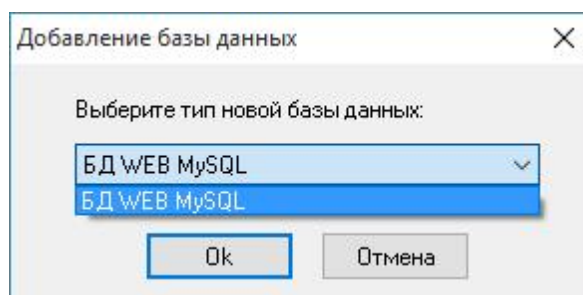 Добавление базы данных
Выберите тип новой базы данных:
БД WEB MySQL
БД WEB MySQL
Ok Отмена